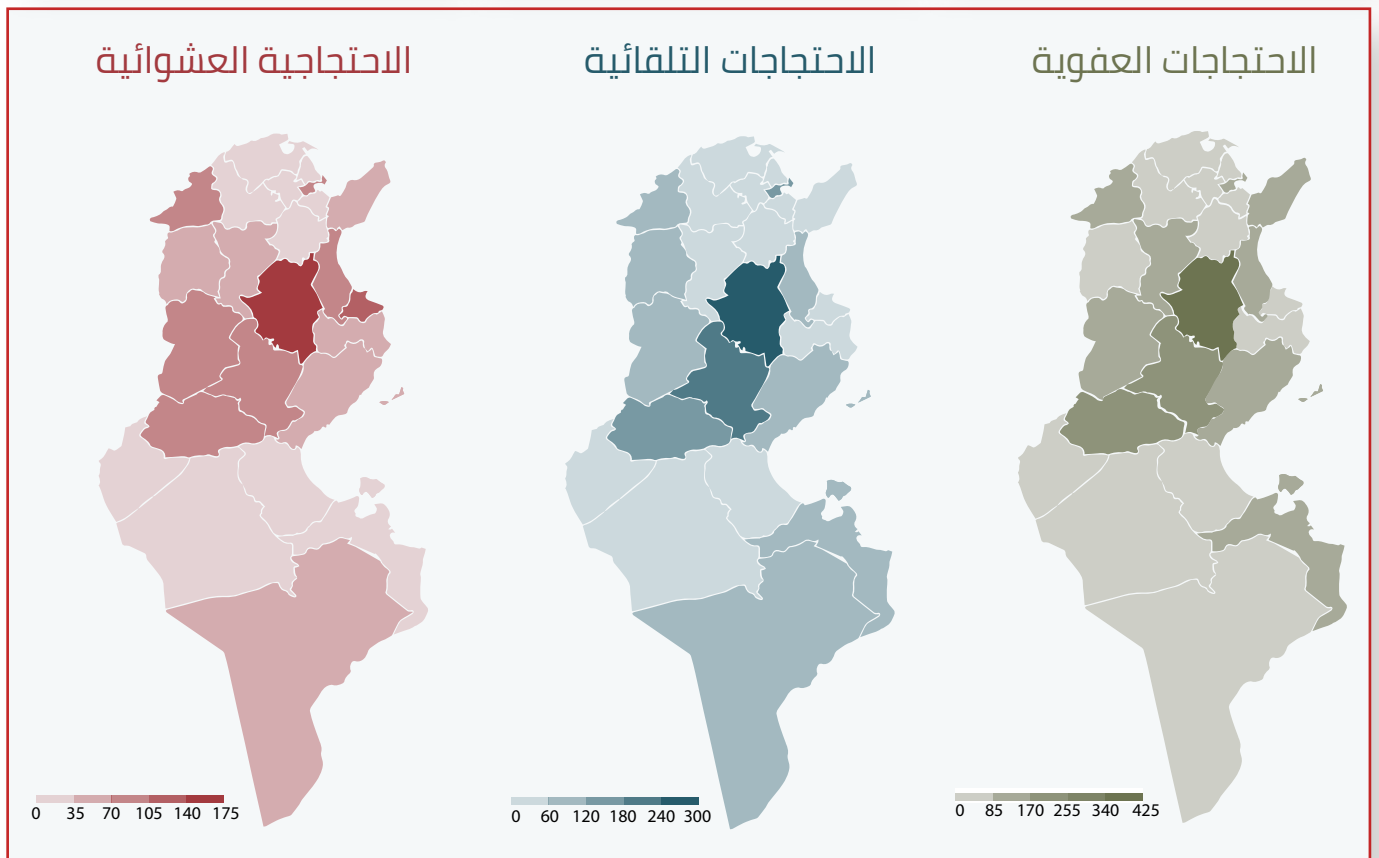 الاحتجاجات العفوية
الاحتجاجات التلقائية
الاحتجاجية العشوائية
0 85 170 255 340 425
0 60 120 180 240 300
0 35 70 105 140 175